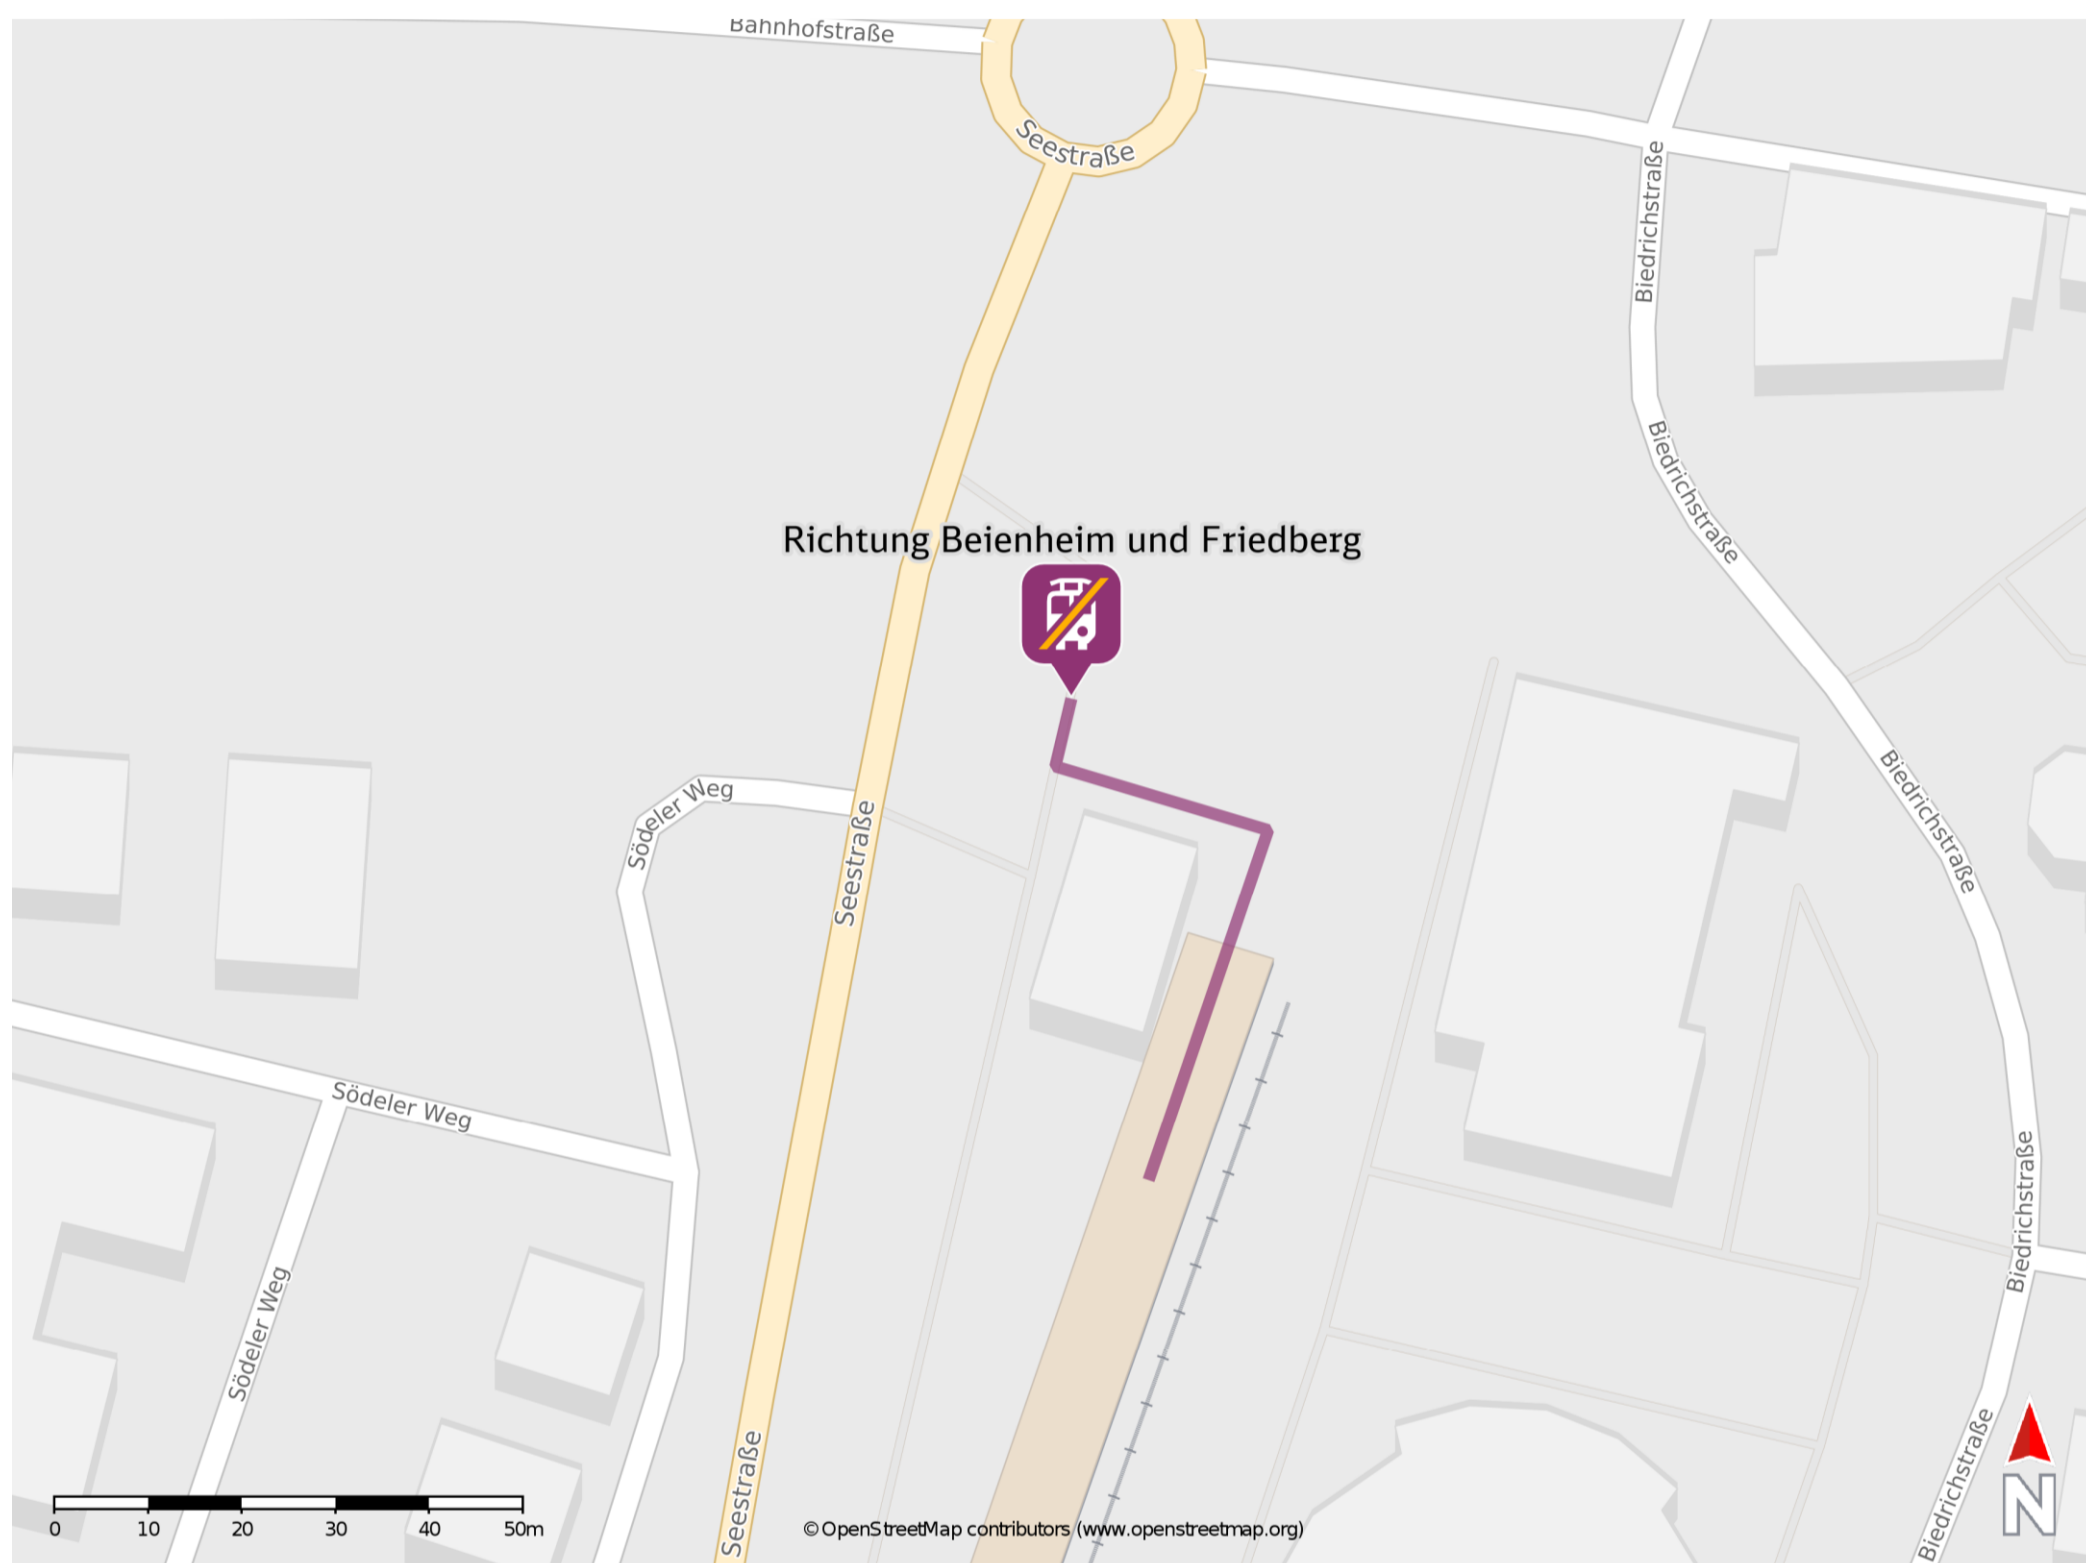 Bahnhofstraße
Seestraße
Biedrichstraße
Biedrichstraße
Richtung Beienheim und Friedberg
Södeler Weg
Seestraße
Biedrichstraße
Södeler Weg
Biedrichstraße
Södeler Weg
Seestraße
Biedrichstraße
0 10 20 30 40 50m
© OpenStreetMap contributors (www.openstreetmap.org)
N